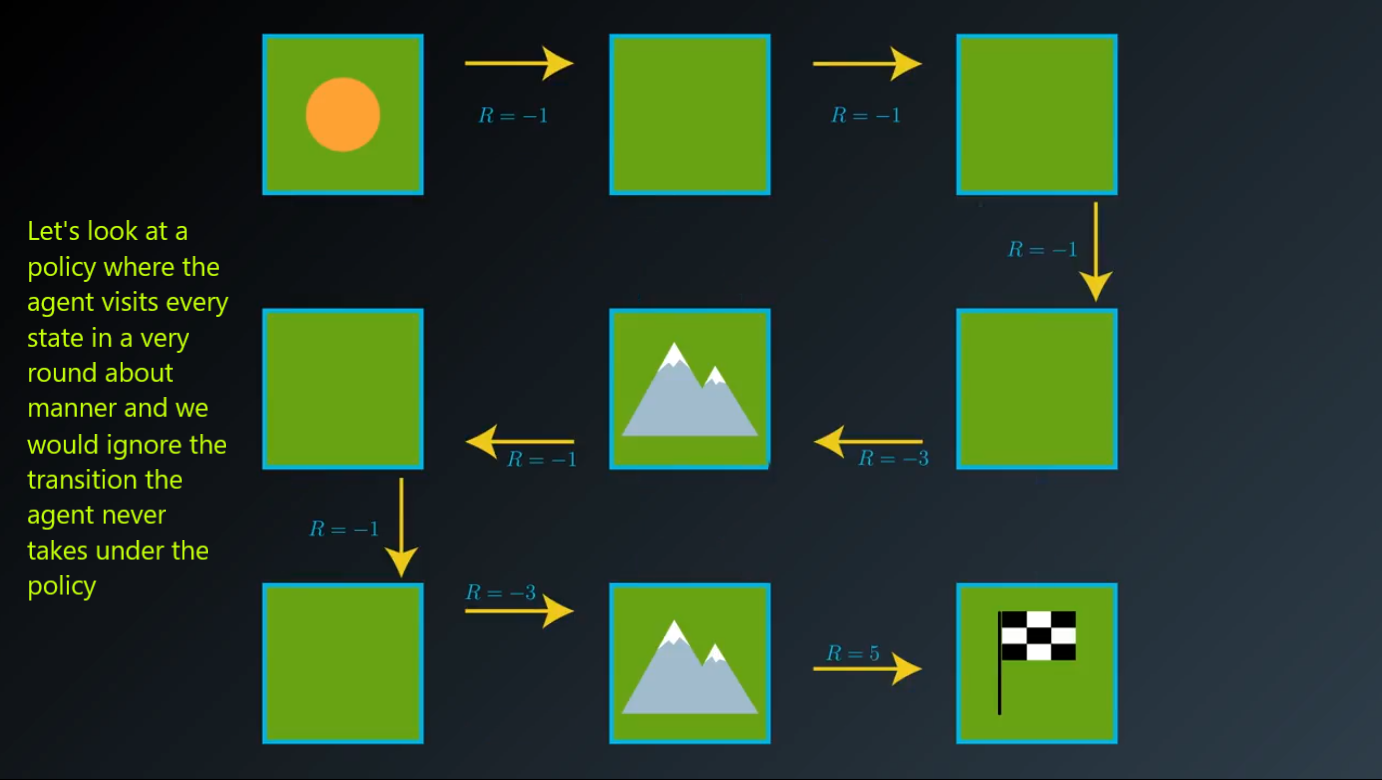 R = −1
R = −1
R = −1
Let's look at a
policy where the
agent visits every
state in a very
round about
manner and we
would ignore the
transition the
agent never
takes under the
policy
R = −1
R = −3
R = −1
R = −3
R = 5